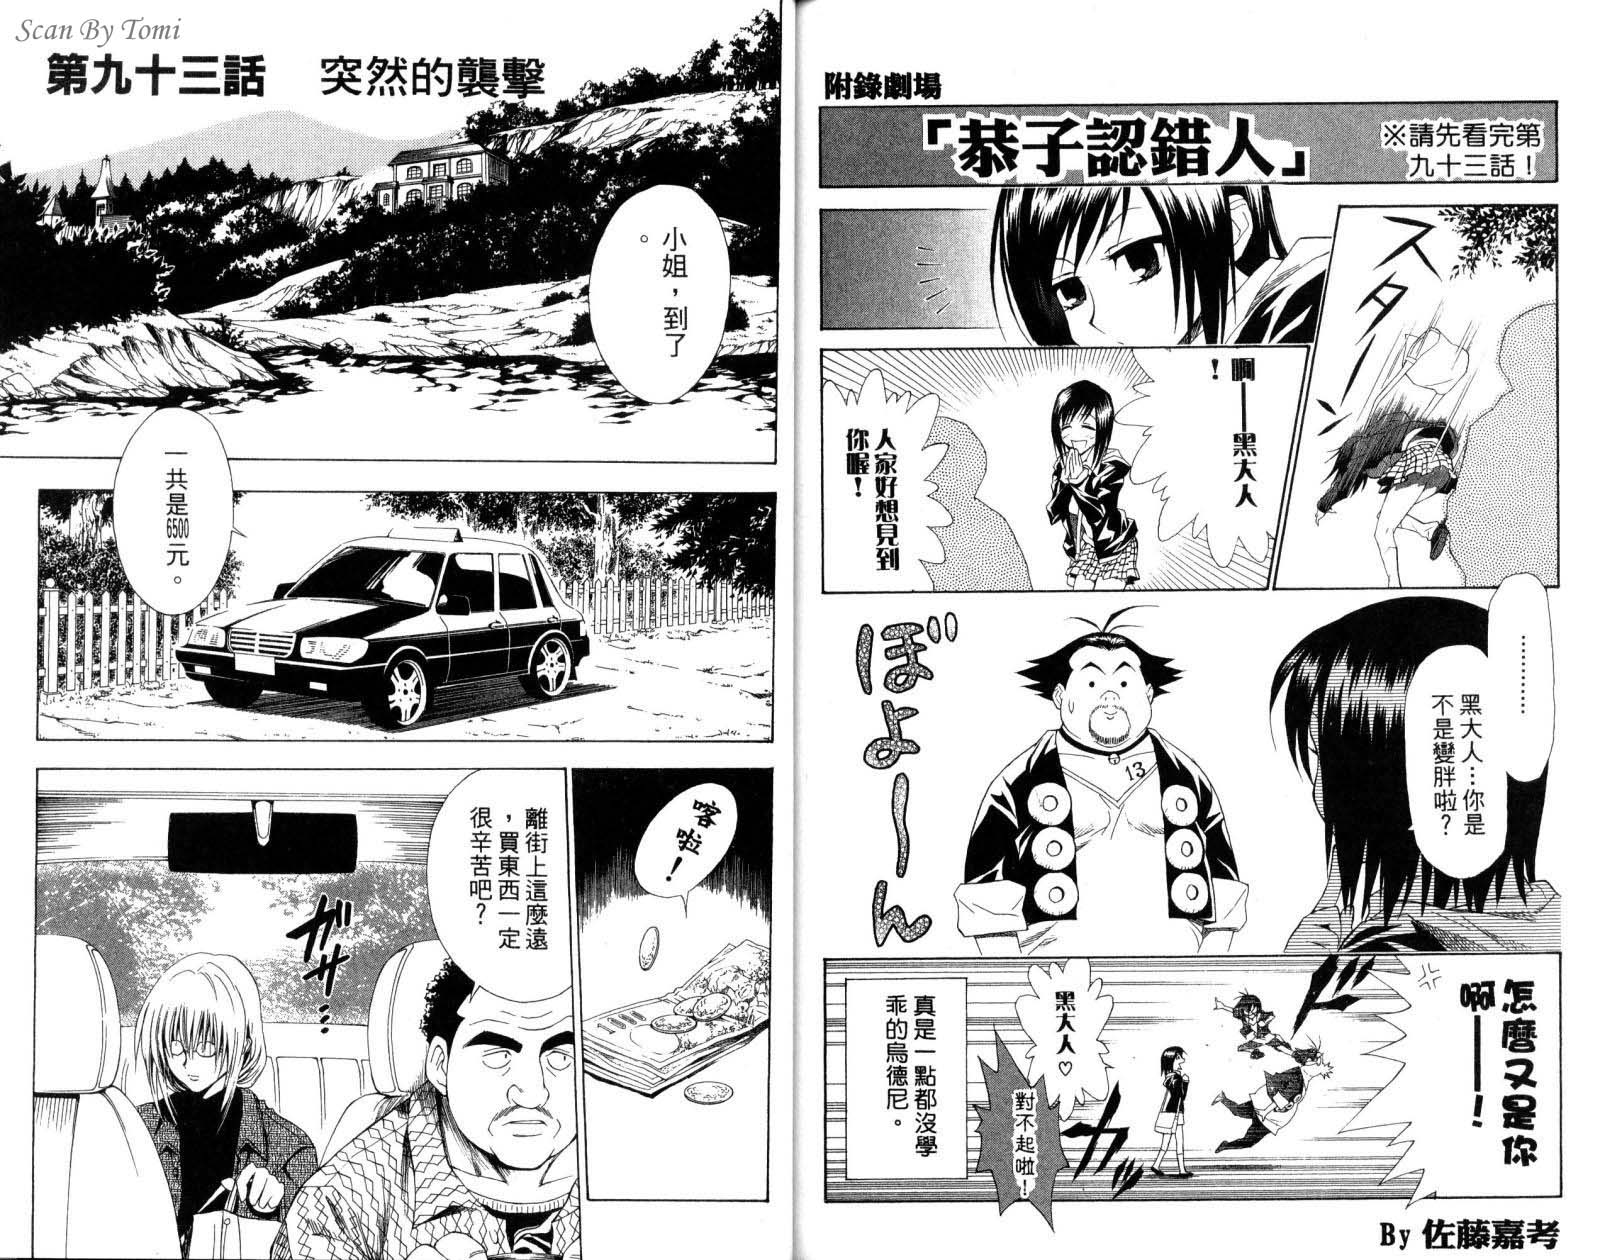 Scan By Tomi
附錄劇場
「恭子認錯人」
※請先看完第
九十三話！
スタッ
啊——黑大人
！
人家好想見到
你喔！
…………
黑大人…你是
不是變胖啦？
ぼよーん
13
怎麼又是你
啊——！
黑大人♡
ガッ
對不起啦！
真是一點都沒學
乖的烏德尼。
By 佐藤嘉考
第九十三話 突然的襲擊
小姐，到了
。
一共是6500元。
喀啦！
1000
離街上這麼遠
，買東西一定
很辛苦吧？
ガサ…